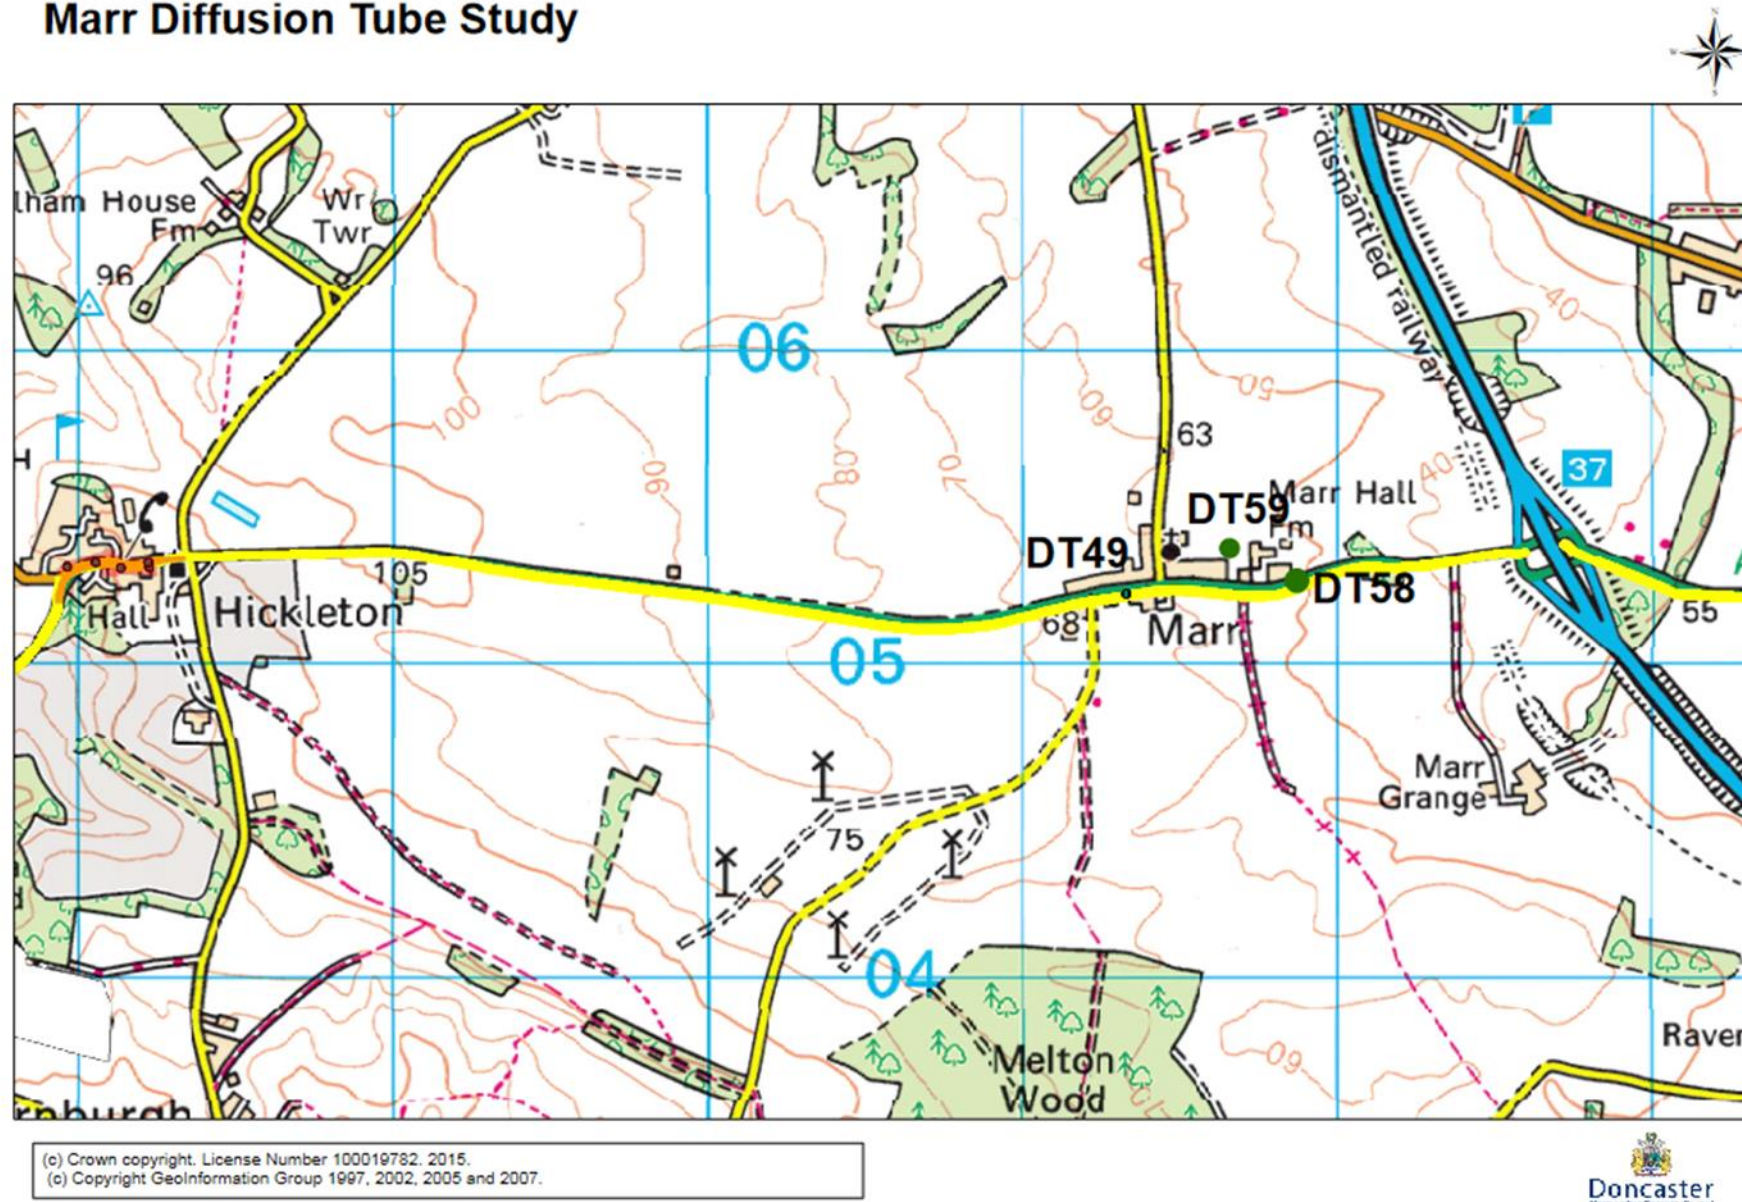 Marr Diffusion Tube Study
N
lham House
Fm
Wr
Twr
96
dismantled railway
06
40
100
90
80
70
60
50
63
40
37
H
DT59
Marr Hall
Fm
DT49
105
Hall
Hickleton
DT58
68
Marr
55
05
75
Marr
Grange
04
Melton
Wood
60
70
Raver
rnburgh
(c) Crown copyright. License Number 100019782. 2015.
(c) Copyright GeoInformation Group 1997, 2002, 2005 and 2007.
Doncaster